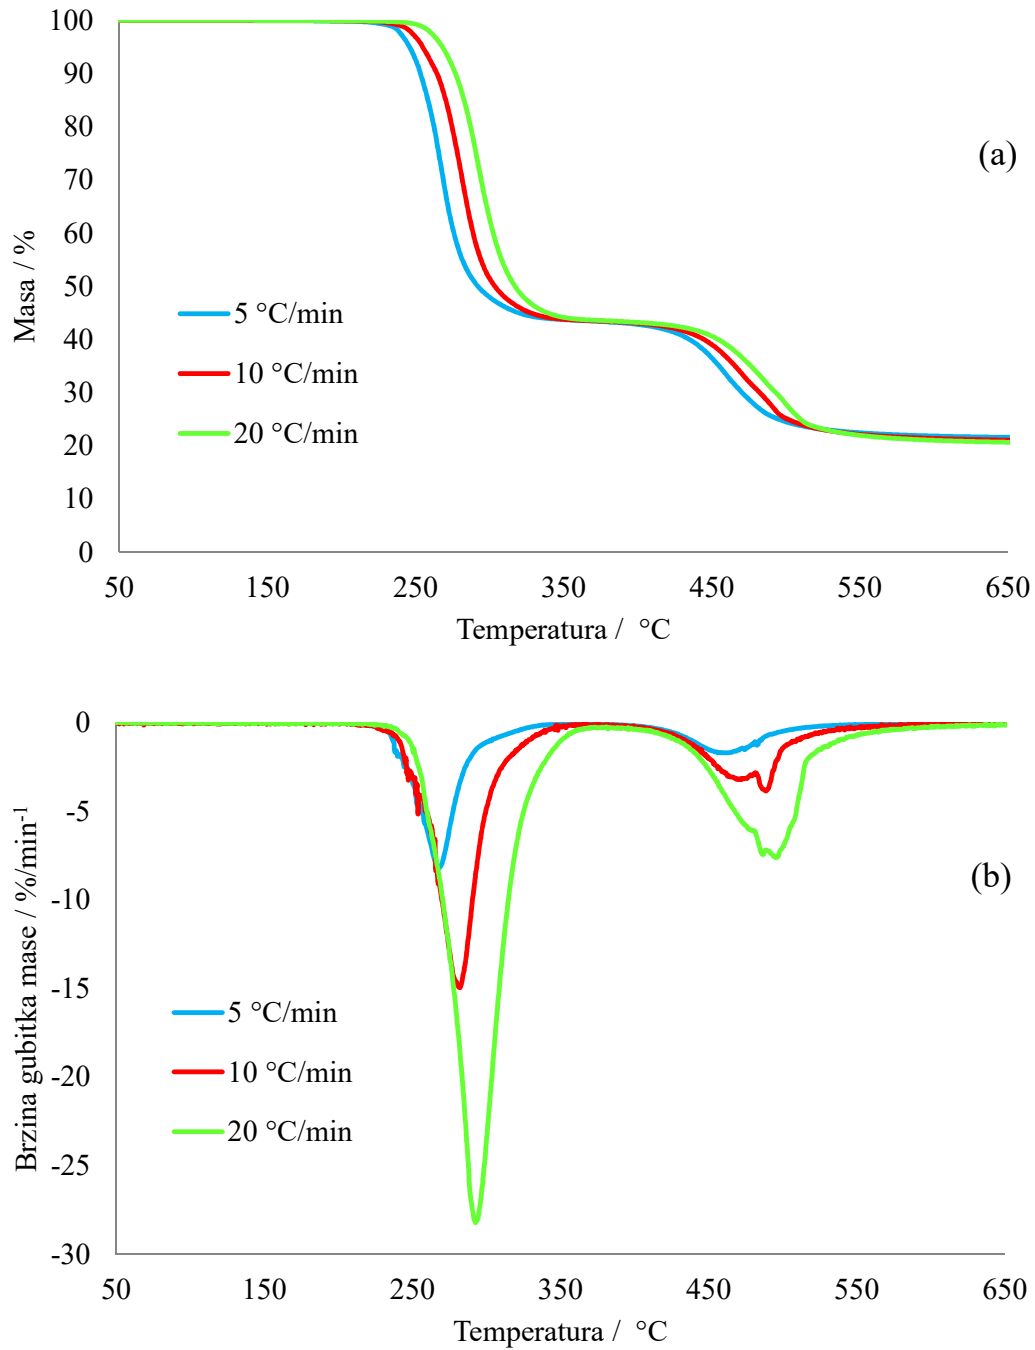 100
90
80
70
60
50
40
30
20
10
0
Masa / %
(a)
5 °C/min
10 °C/min
20 °C/min
50 150 250 350 450 550 650
Temperatura / °C
0
-5
-10
-15
-20
-25
-30
Brzina gubitka mase / %/min-1
(b)
5 °C/min
10 °C/min
20 °C/min
50 150 250 350 450 550 650
Temperatura / °C